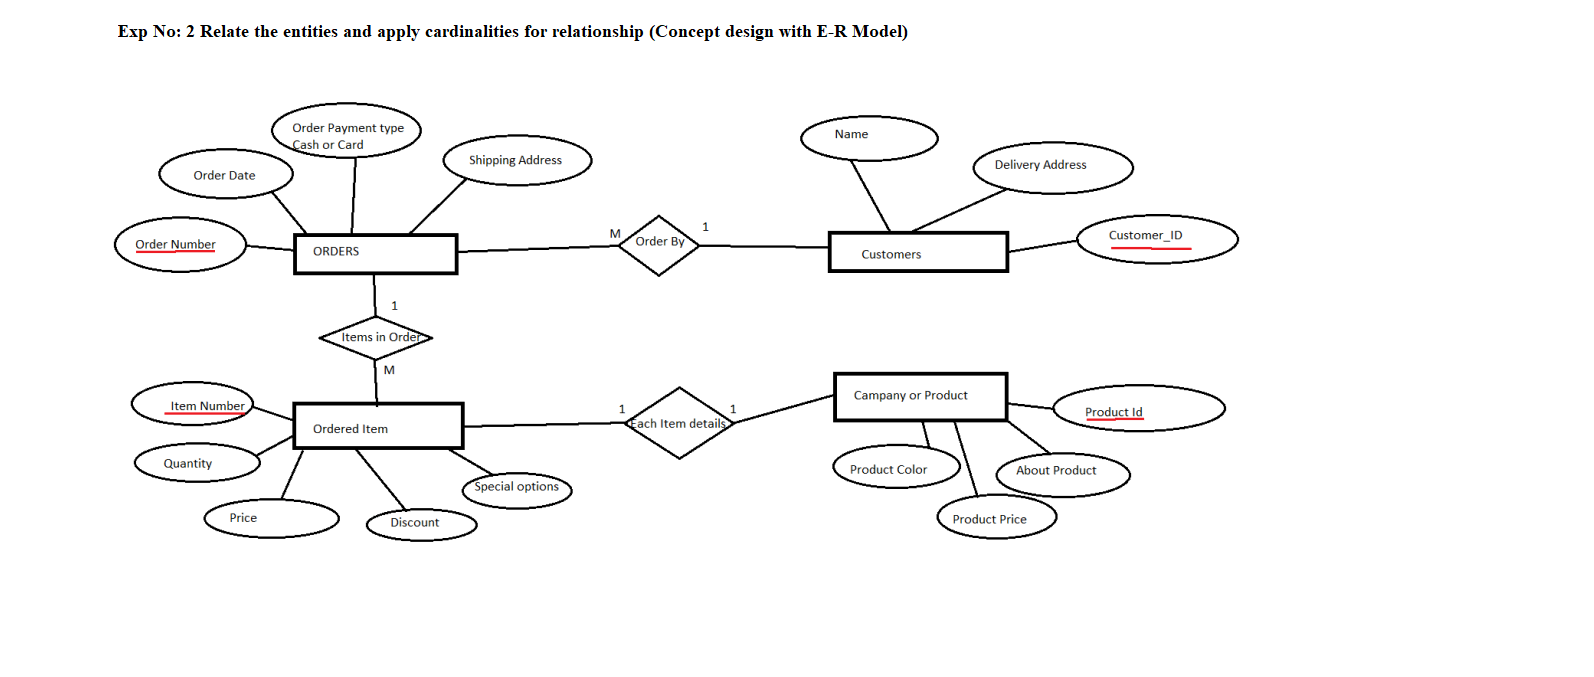 Exp No: 2 Relate the entities and apply cardinalities for relationship (Concept design with E-R Model)
Order Payment type
Cash or Card
Shipping Address
Order Date
Order Number
ORDERS
M
Order By
1
Name
Delivery Address
Customer_ID
Customers
1
Items in Order
M
Item Number
Ordered Item
Quantity
Price
Discount
Special options
1
Each Item details
1
Campany or Product
Product Id
Product Color
About Product
Product Price